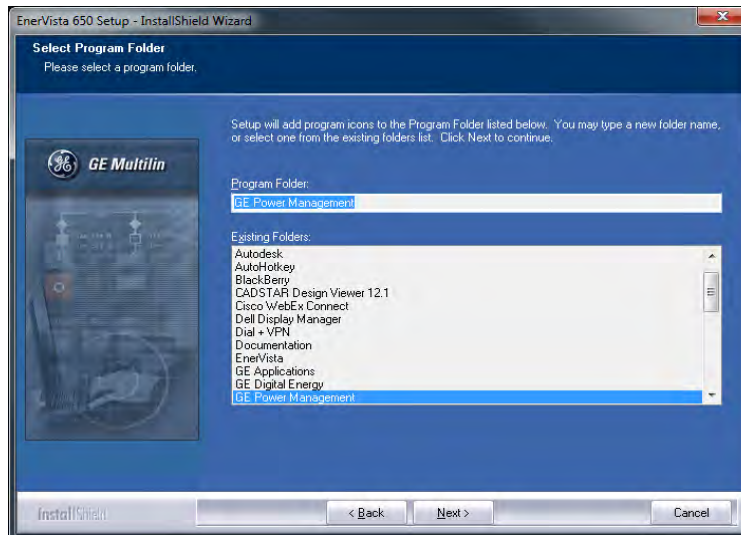 EnerVista 650 Setup - InstallShield Wizard
Select Program Folder
Please select a program folder.
Setup will add program icons to the Program Folder listed below. You may type a new folder name,
or select one from the existing folders list. Click Next to continue.
GE Multilin
Program Folder:
GE Power Management
Existing Folders:
Autodesk
AutoHotkey
BlackBerry
CADSTAR Design Viewer 12.1
Cisco WebEx Connect
Dell Display Manager
Dial + VPN
Documentation
EnerVista
GE Applications
GE Digital Energy
GE Power Management
InstallShield
< Back
Next >
Cancel